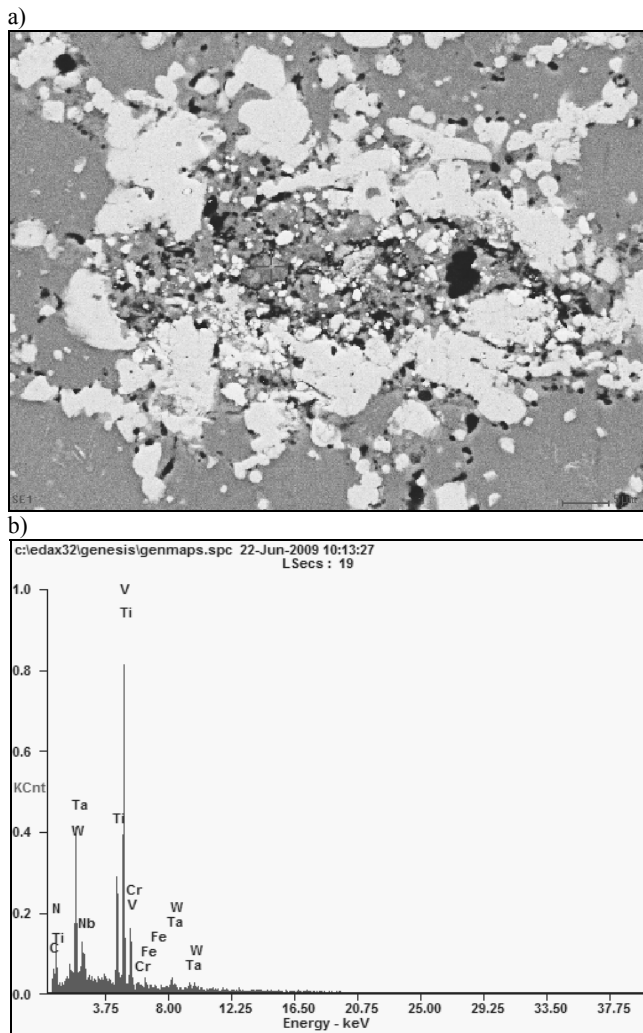 a)
SE1
b)
c:\edax32\genesis\genmaps.spc 22-Jun-2009 10:13:27
LSecs : 19
V
Ti
1.0
0.8
0.6
KCnt
Ta
Ti
0.4
W
Cr
N
V
W
0.2
Nb
Ta
Ti
Fe
C
Fe
W
Cr
Ta
0.0
3.75 8.00 12.25 16.50 20.75 25.00 29.25 33.50 37.75
Energy - keV